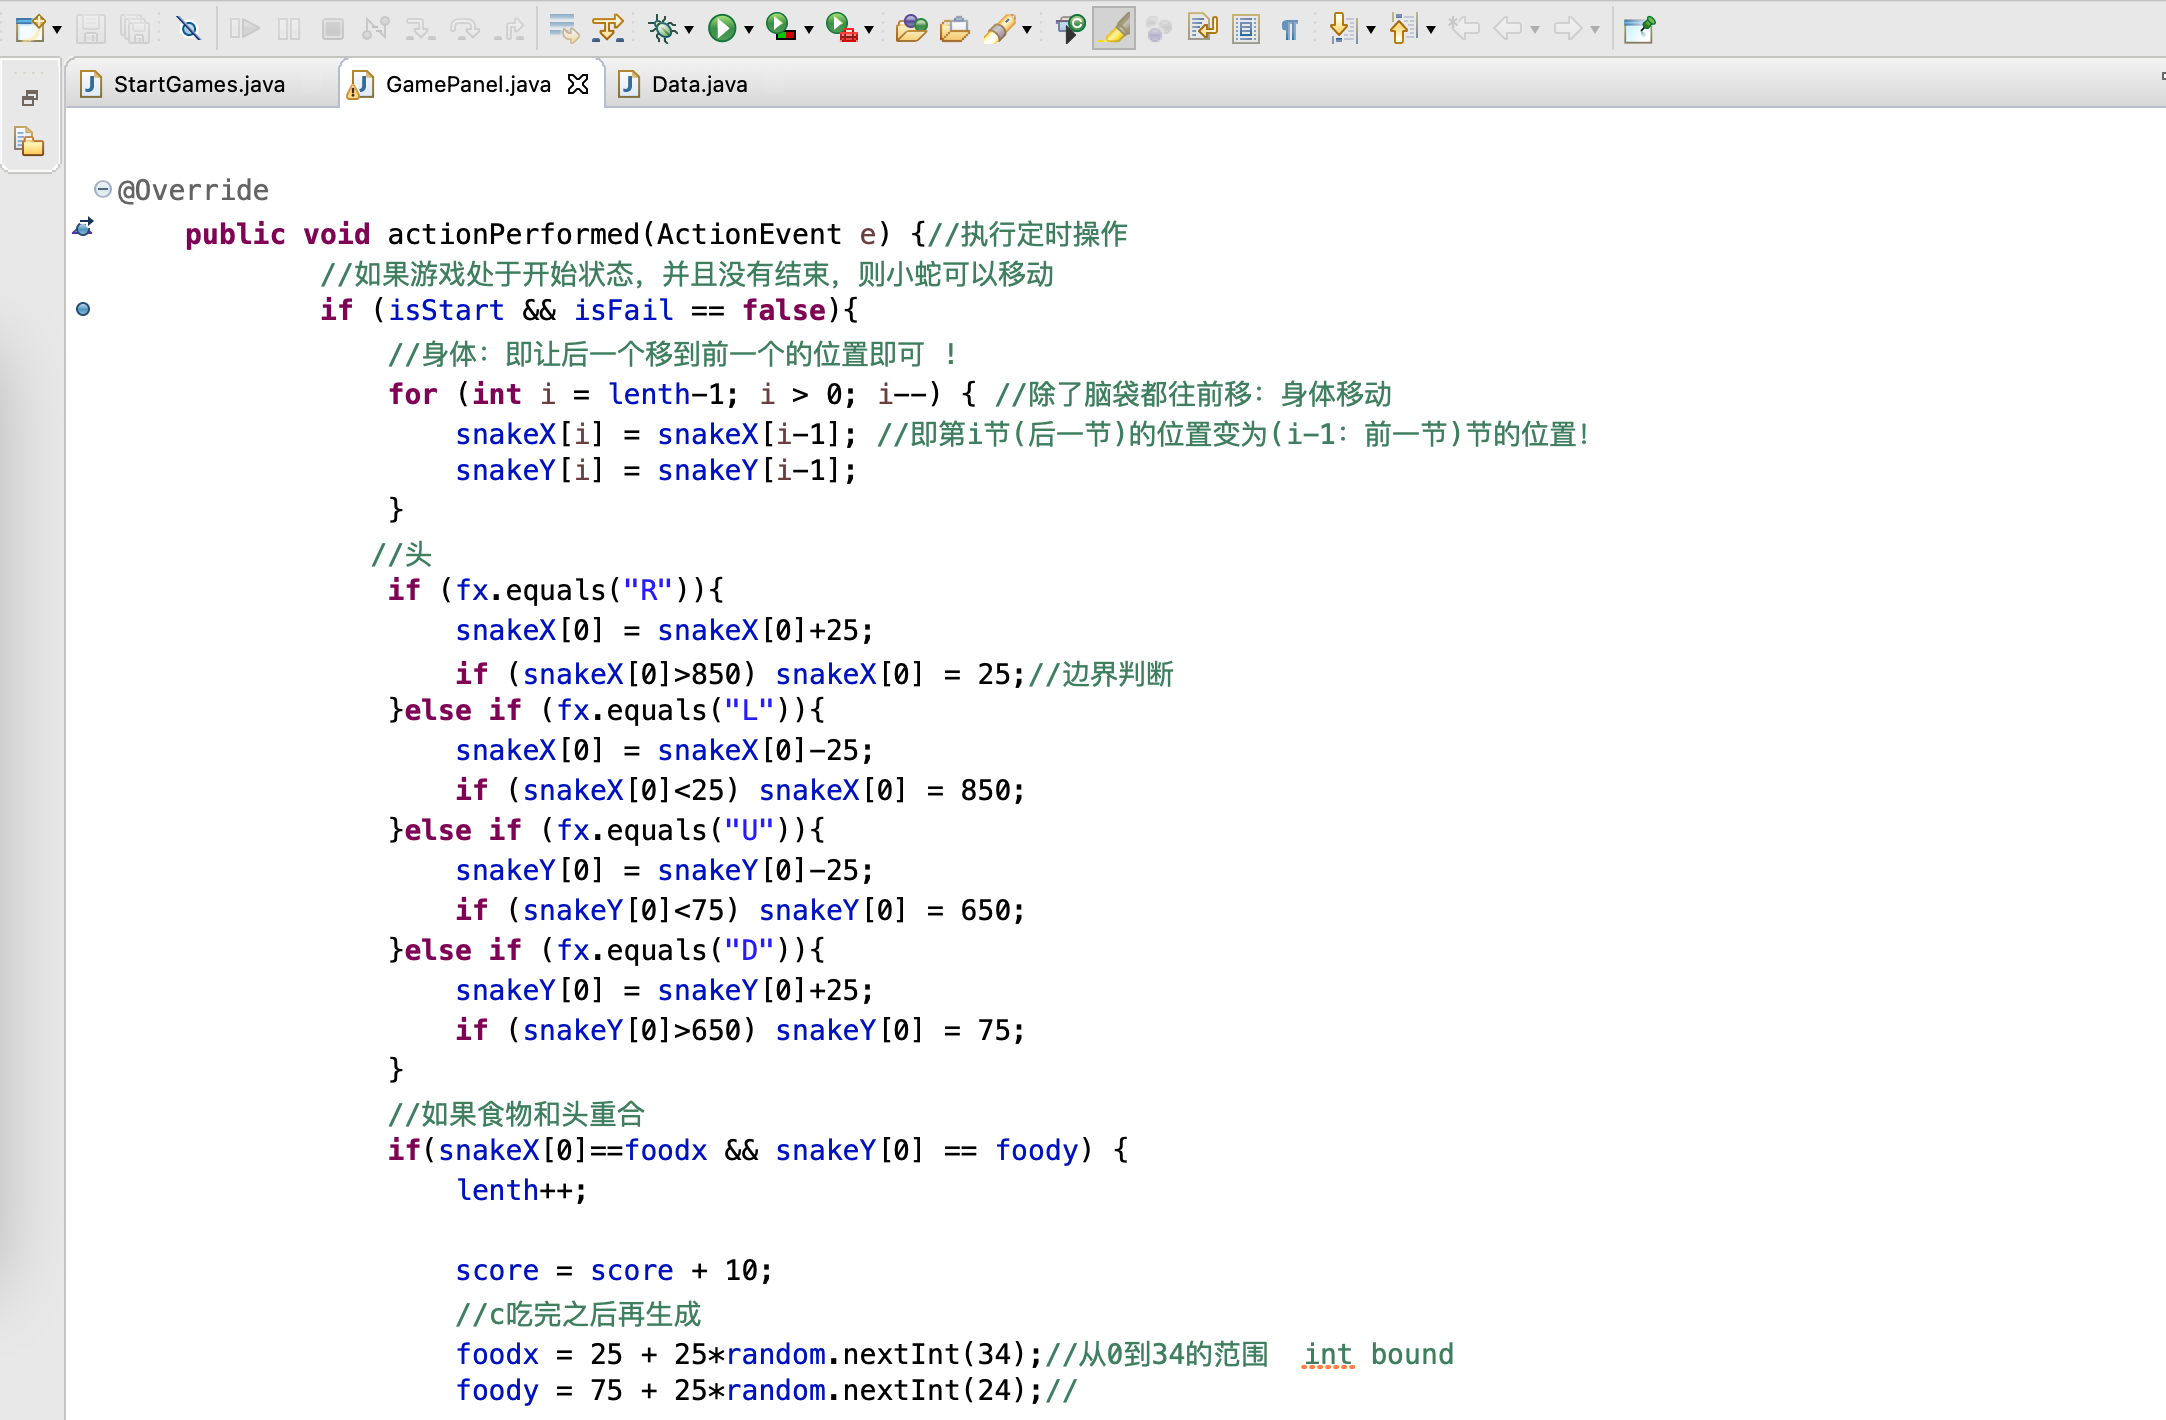 StartGames.java GamePanel.java Data.java
@Override
public void actionPerformed(ActionEvent e) {//执行定时操作
//如果游戏处于开始状态，并且没有结束，则小蛇可以移动
if (isStart && isFail == false){
//身体：即让后一个移到前一个的位置即可 ！
for (int i = lenth-1; i > 0; i--) { //除了脑袋都往前移：身体移动
snakeX[i] = snakeX[i-1]; //即第i节(后一节)的位置变为(i-1：前一节)节的位置！
snakeY[i] = snakeY[i-1];
}
//头
if (fx.equals("R")){
snakeX[0] = snakeX[0]+25;
if (snakeX[0]>850) snakeX[0] = 25;//边界判断
}else if (fx.equals("L")){
snakeX[0] = snakeX[0]-25;
if (snakeX[0]<25) snakeX[0] = 850;
}else if (fx.equals("U")){
snakeY[0] = snakeY[0]-25;
if (snakeY[0]<75) snakeY[0] = 650;
}else if (fx.equals("D")){
snakeY[0] = snakeY[0]+25;
if (snakeY[0]>650) snakeY[0] = 75;
}
//如果食物和头重合
if(snakeX[0]==foodx && snakeY[0] == foody) {
lenth++;
score = score + 10;
//c吃完之后再生成
foodx = 25 + 25*random.nextInt(34);//从0到34的范围  int bound
foody = 75 + 25*random.nextInt(24);//